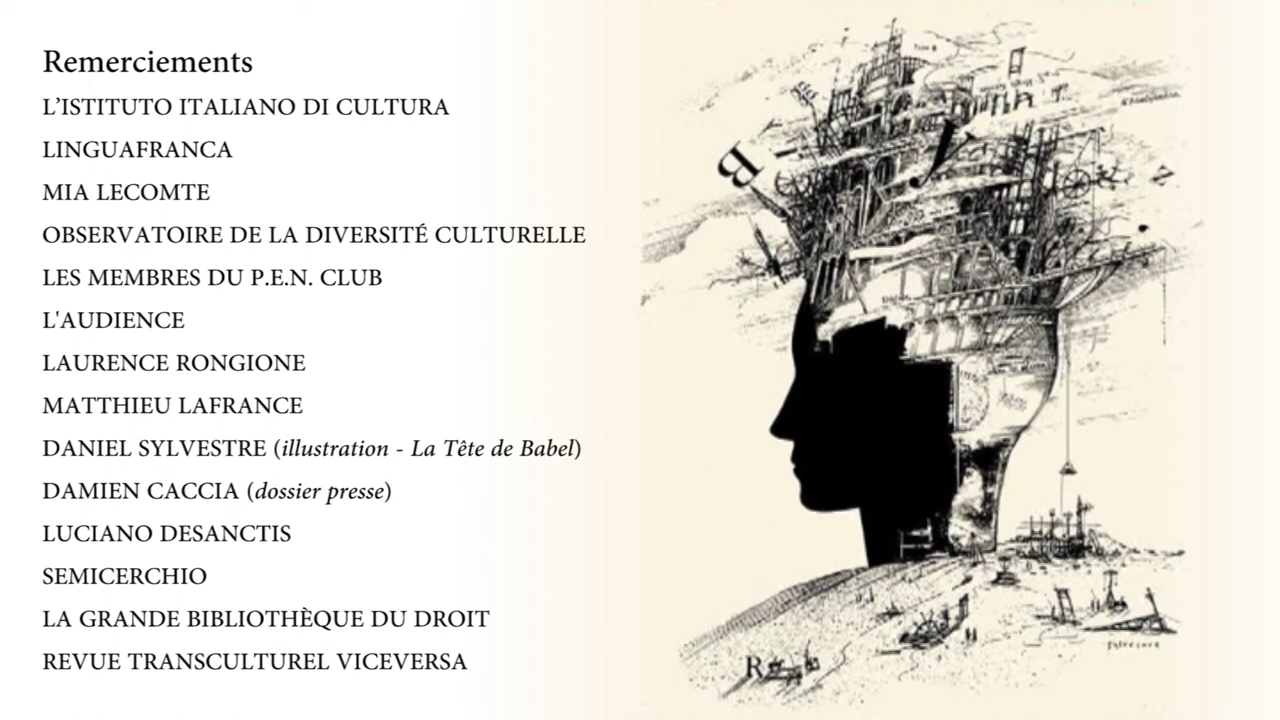 Remerciements
L’ISTITUTO ITALIANO DI CULTURA
LINGUAFRANCA
MIA LECOMTE
OBSERVATOIRE DE LA DIVERSITÉ CULTURELLE
LES MEMBRES DU P.E.N. CLUB
L'AUDIENCE
LAURENCE RONGIONE
MATTHIEU LAFRANCE
DANIEL SYLVESTRE (illustration - La Tête de Babel)
DAMIEN CACCIA (dossier presse)
LUCIANO DESANCTIS
SEMICERCHIO
LA GRANDE BIBLIOTHÈQUE DU DROIT
REVUE TRANSCULTUREL VICEVERSA
B
y
R